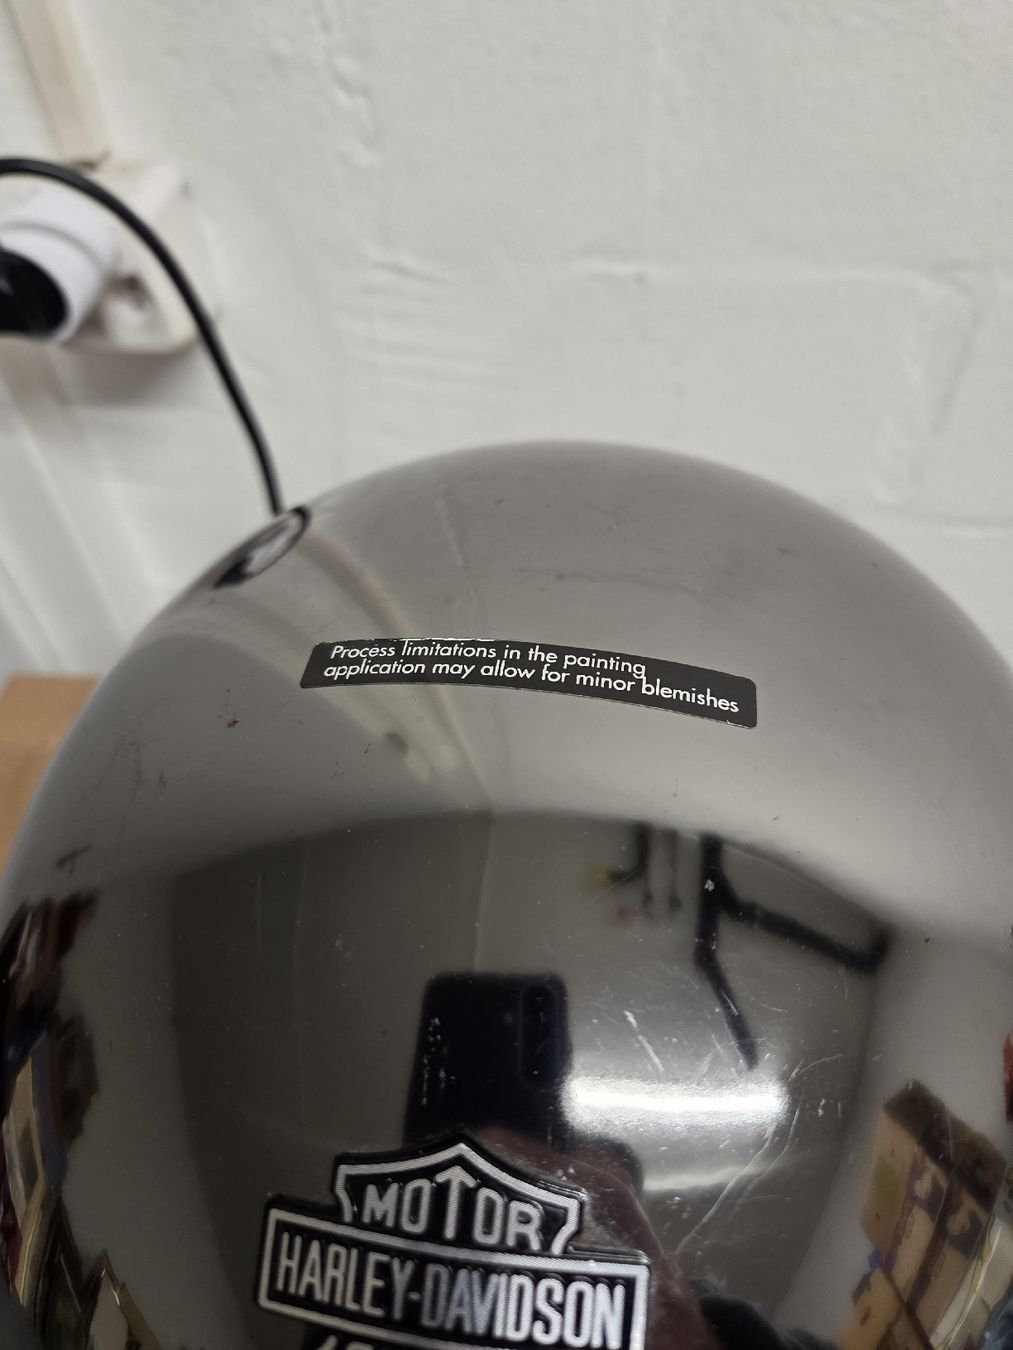 Process limitations in the painting
application may allow for minor blemishes
MOTOR
HARLEY-DAVIDSON